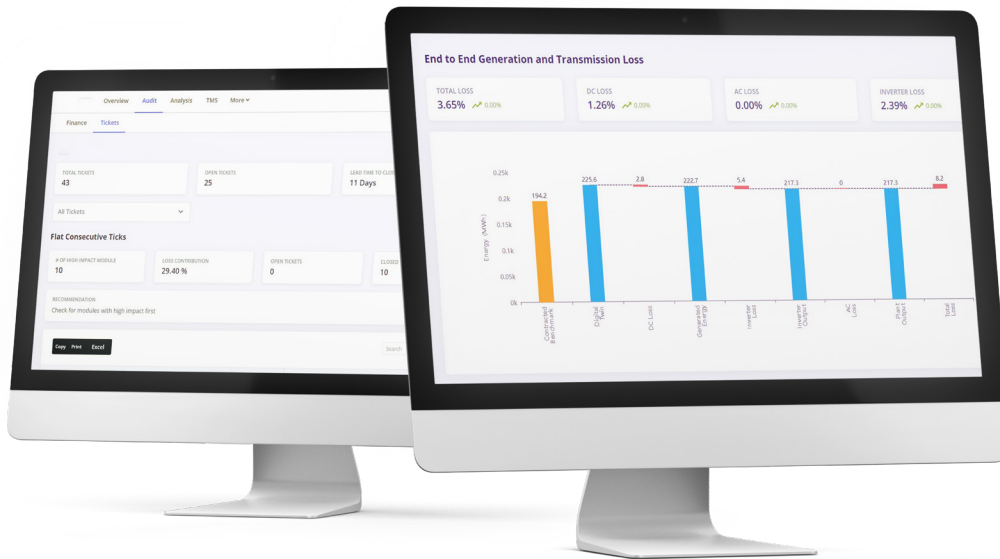 Overview Audit Analysis TMS More
Finance Tickets
TOTAL TICKETS
43
OPEN TICKETS
25
LEAD TIME TO CLOS
11 Days
All Tickets
Flat Consecutive Ticks
# OF HIGH IMPACT MODULE
10
LOSS CONTRIBUTION
29.40 %
OPEN TICKETS
0
CLOSED
10
RECOMMENDATION
Check for modules with high impact first
Copy Print Excel
Search
End to End Generation and Transmission Loss
TOTAL LOSS
3.65% 0.00%
DC LOSS
1.26% 0.00%
AC LOSS
0.00% 0.00%
INVERTER LOSS
2.39% 0.00%
Energy (MWh)
0.25k
0.2k
0.15k
0.1k
0.05k
0k
194.2
225.6
2.8
222.7
5.4
217.3
0
217.3
8.2
Contracted
Benchmark
Digital
Twin
DC Loss
Generated
Energy
Inverter
Loss
Inverter
Output
AC
Loss
Plant
Output
Total
Loss